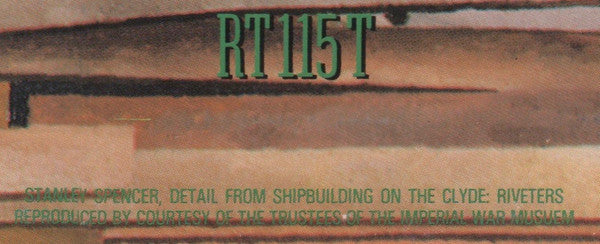 RT115T
STANLEY SPENCER, DETAIL FROM SHIPBUILDING ON THE CLYDE: RIVETERS
REPRODUCED BY COURTESY OF THE TRUSTEES OF THE IMPERIAL WAR MUSUEM